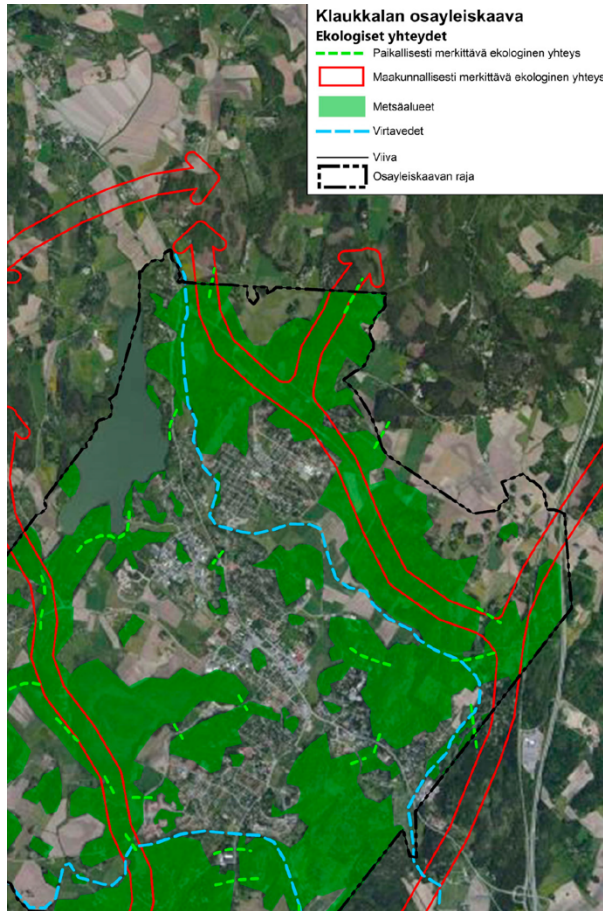 Klaukkalan osayleiskaava
Ekologiset yhteydet
Paikallisesti merkittävä ekologinen yhteys
Maakunnallisesti merkittävä ekologinen yhteys
Metsäalueet
Virtavedet
Viiva
Osayleiskaavan raja